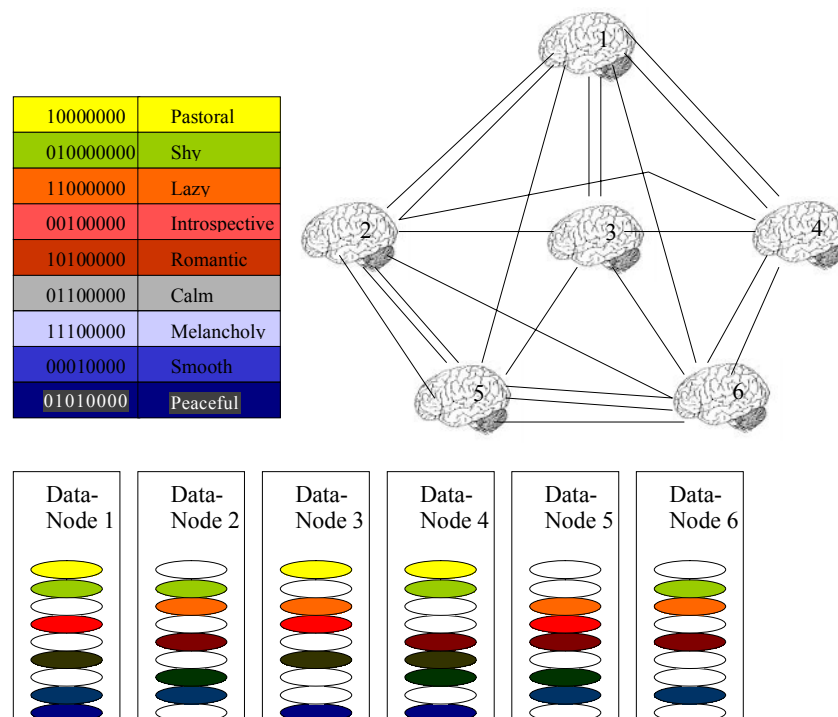 1
10000000 Pastoral
010000000 Shy
11000000 Lazy
00100000 Introspective
10100000 Romantic
01100000 Calm
11100000 Melancholy
00010000 Smooth
01010000 Peaceful
2 3 4
5 6
Data- Data- Data- Data- Data- Data-
Node 1 Node 2 Node 3 Node 4 Node 5 Node 6